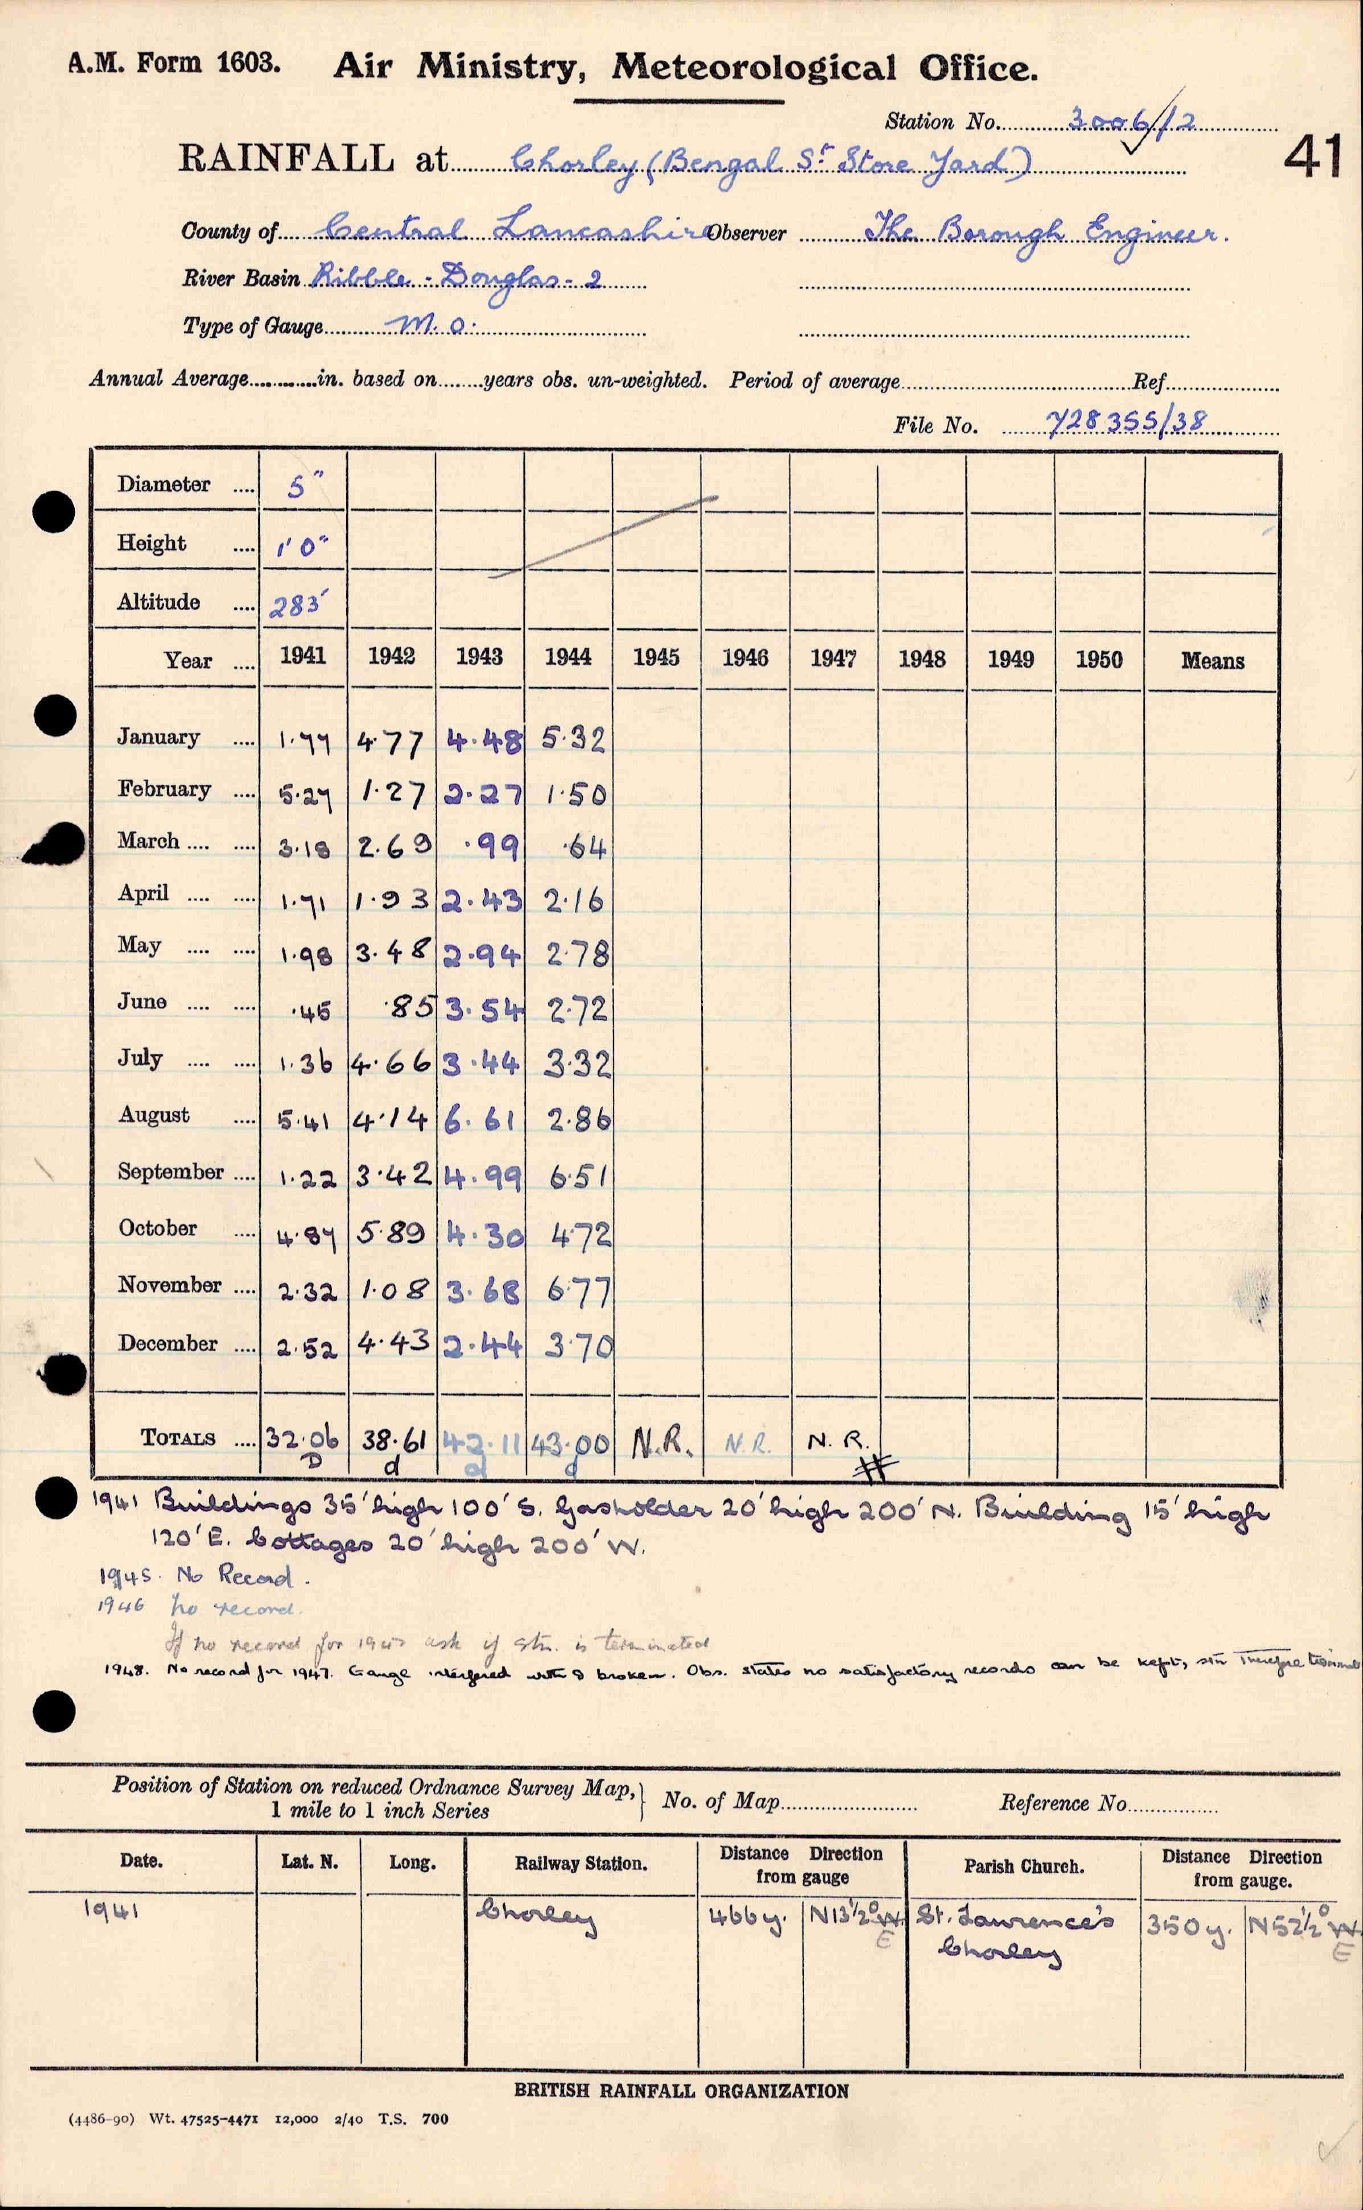 A.M. Form 1603. Air Ministry, Meteorological Office.
Station No. 3006/2
41
RAINFALL at Chorley (Bengal St Store Yard)
County of Central Lancashire Observer The Borough Engineer.
River Basin Ribble - Douglas - 2
Type of Gauge M.O.
Annual Average............in. based on........years obs. un-weighted. Period of average.................... Ref....................
File No. 728355/38
Diameter .... 5"
Height .... 1'0"
Altitude .... 283'
Year .... 1941 1942 1943 1944 1945 1946 1947 1948 1949 1950 Means
January .... 1.77 4.77 4.48 5.32
February .... 5.27 1.27 2.27 1.50
March .... .... 3.18 2.69 .99 .64
April .... .... 1.71 1.93 2.43 2.16
May .... .... 1.98 3.48 2.94 2.78
June .... .... .45 .85 3.54 2.72
July .... .... 1.36 4.66 3.44 3.32
August .... 5.41 4.14 6.61 2.86
September .... 1.22 3.42 4.99 6.51
October .... 4.87 5.89 4.30 4.72
November .... 2.32 1.08 3.68 6.77
December .... 2.52 4.43 2.44 3.70
TOTALS .... 32.06 38.61 42.11 43.00 N.R. N.R. N.R.
D d d d #
1941 Buildings 35' high 100' S. Gasholder 20' high 200' N. Building 15' high
120' E. Cottages 20' high 200' W.
1945. No Record.
1946 no record.
If no record for 1947 ask if stn. is terminated
1948. No record for 1947. Gauge interfered with & broken. Obs. states no satisfactory records can be kept, stn therefore
Position of Station on reduced Ordnance Survey Map, } No. of Map.................... Reference No................
1 mile to 1 inch Series
Date. Lat. N. Long. Railway Station. Distance from gauge Direction Parish Church. Distance from gauge. Direction
1941 Chorley 466y. N13½° W E St. Lawrence's Chorley 350y. N52½° W E
BRITISH RAINFALL ORGANIZATION
(4486-90) Wt. 47525-4471 12,000 2/40 T.S. 700